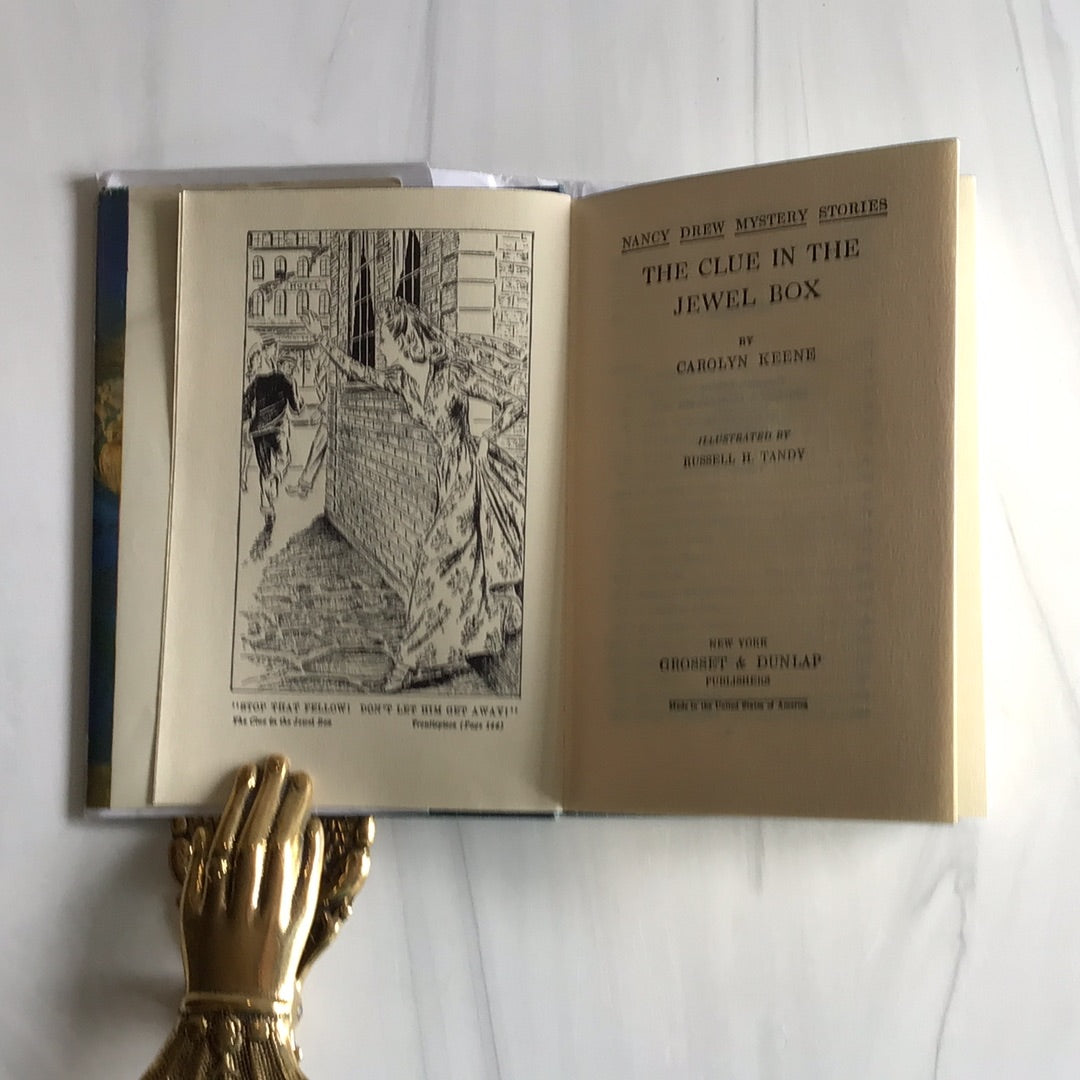 HOTEL
"STOP THAT FELLOW! DON'T LET HIM GET AWAY!"
The Clue in the Jewel Box Frontispiece (Page 144)
NANCY DREW MYSTERY STORIES
THE CLUE IN THE
JEWEL BOX
BY
CAROLYN KEENE
ILLUSTRATED BY
RUSSELL H. TANDY
NEW YORK
GROSSET & DUNLAP
PUBLISHERS
Made in the United States of America